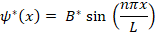 ψ*(x) = B* sin (nπx/L)